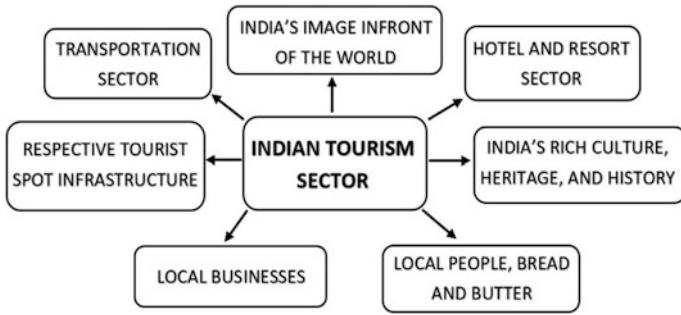 INDIA'S IMAGE INFRONT
OF THE WORLD
TRANSPORTATION
SECTOR
HOTEL AND RESORT
SECTOR
RESPECTIVE TOURIST
SPOT INFRASTRUCTURE
INDIAN TOURISM
SECTOR
INDIA'S RICH CULTURE,
HERITAGE, AND HISTORY
LOCAL BUSINESSES
LOCAL PEOPLE, BREAD
AND BUTTER